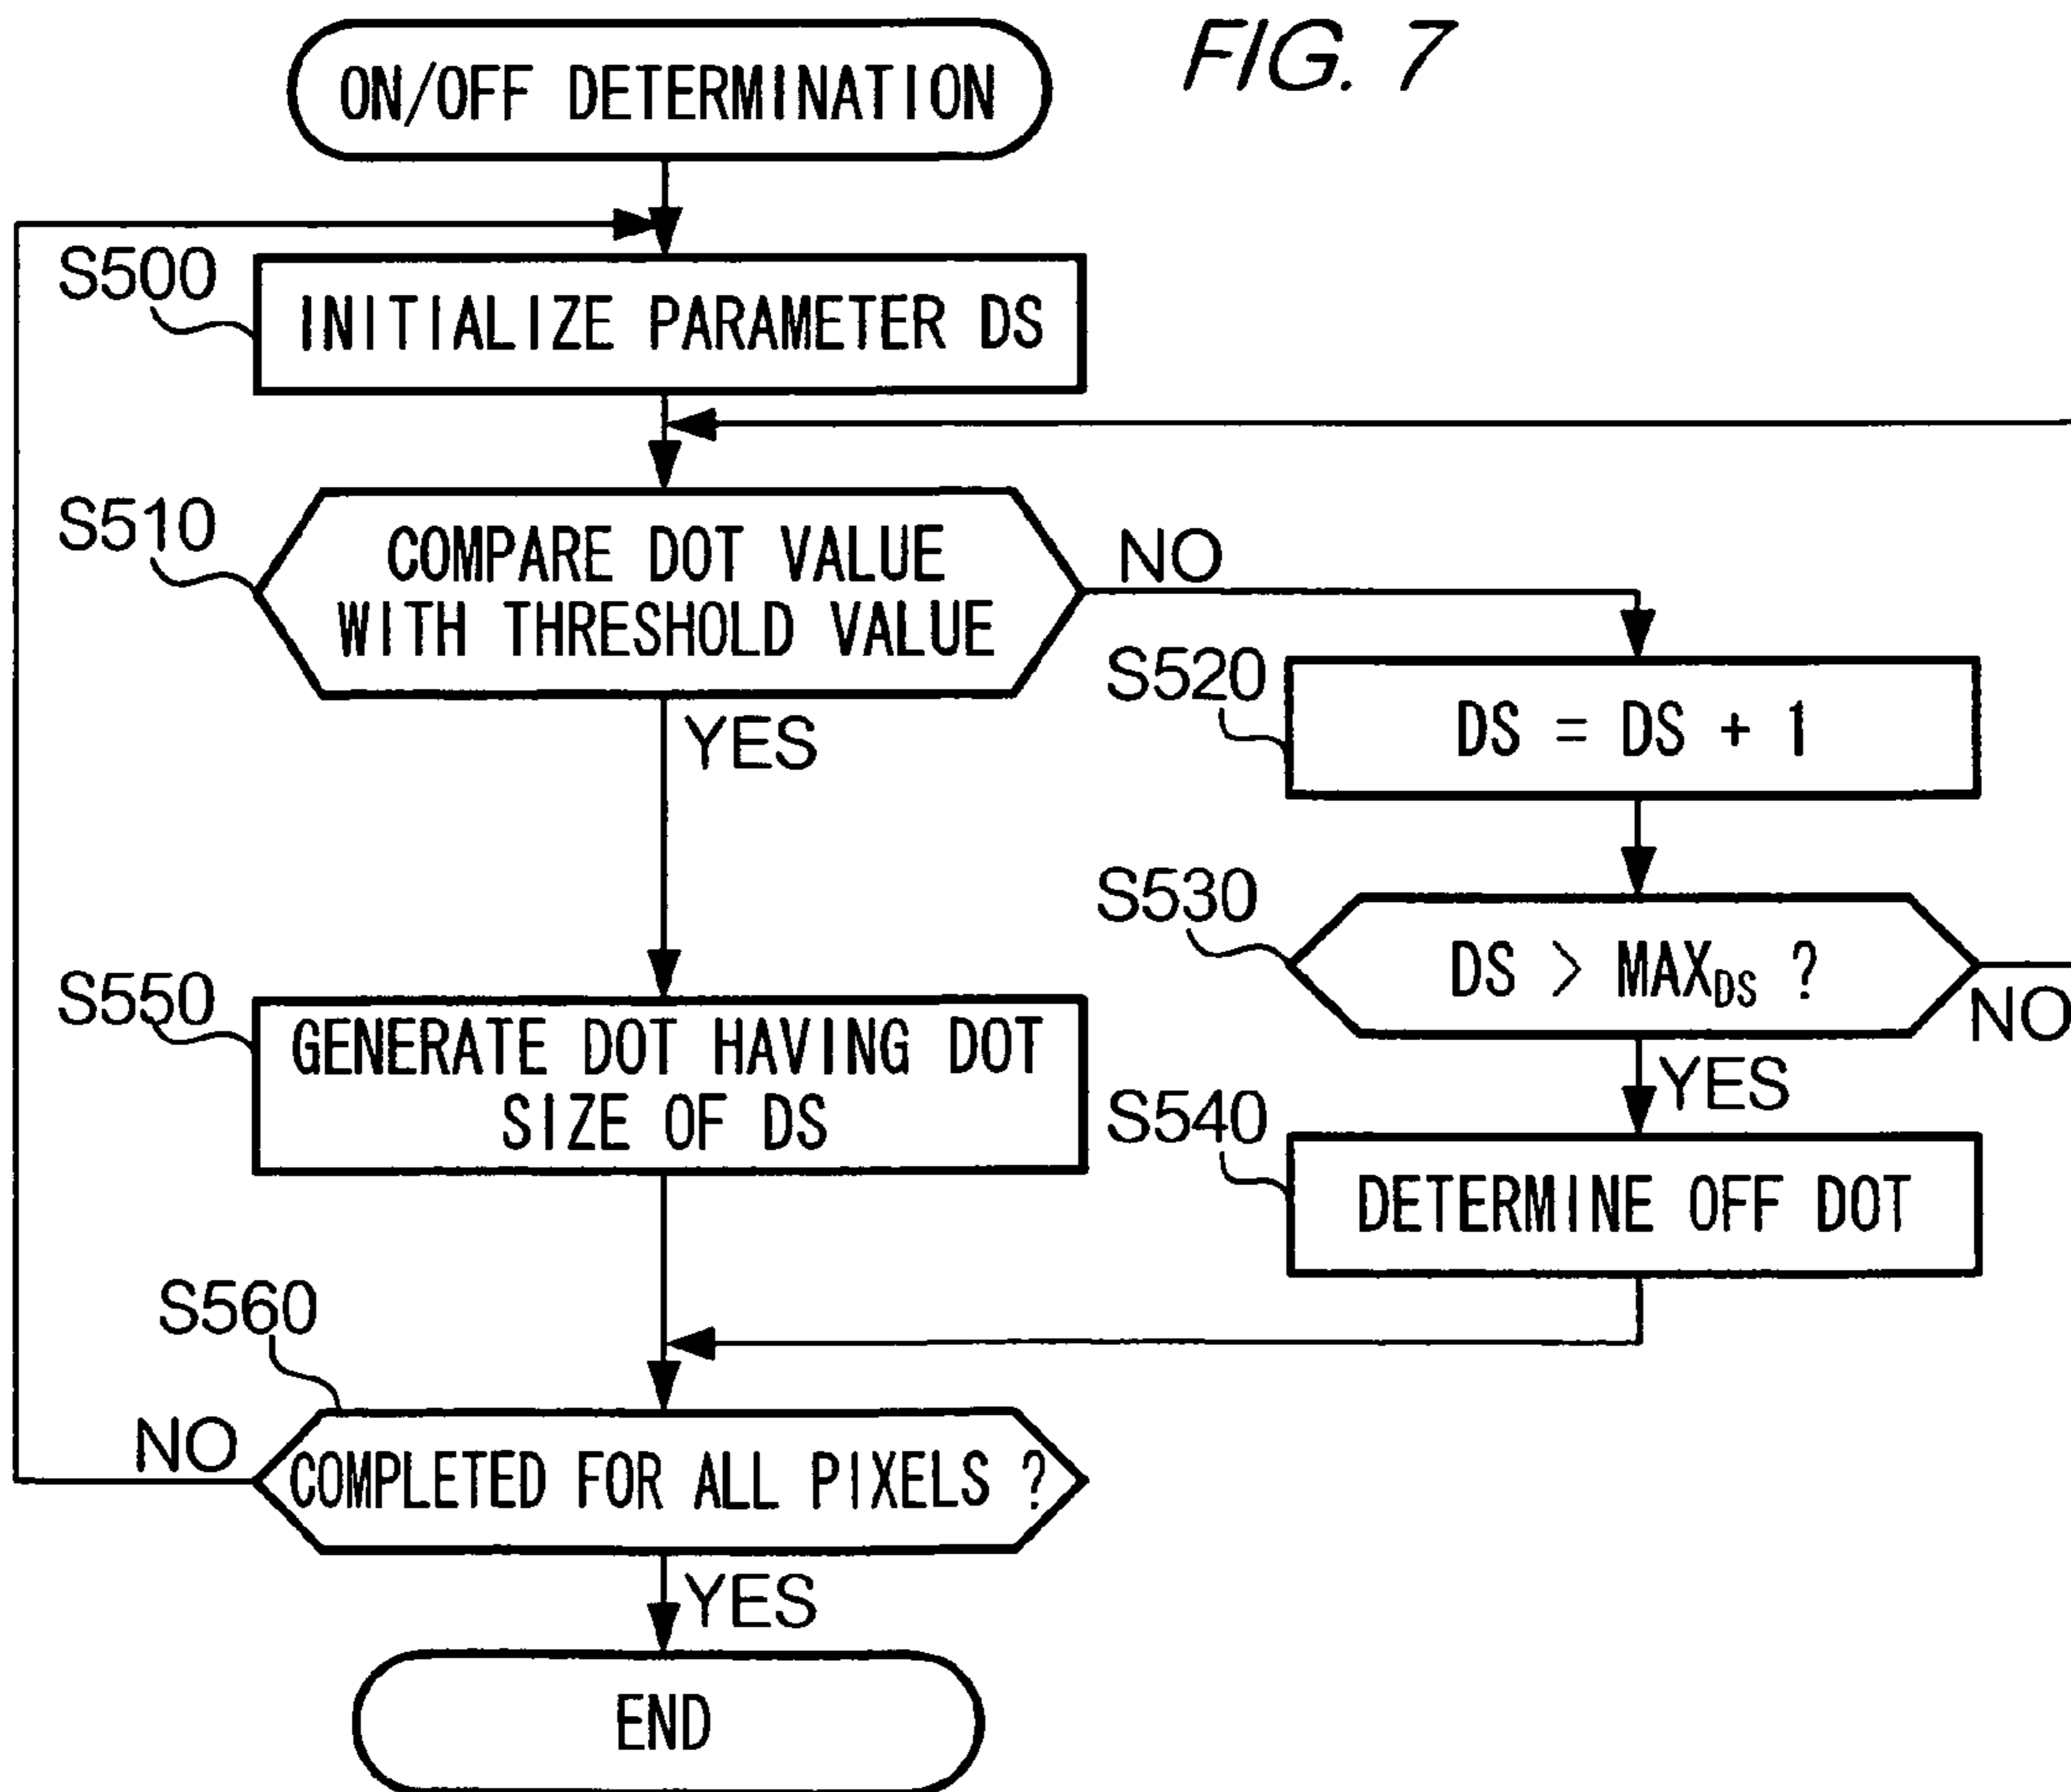 FIG. 7
ON/OFF DETERMINATION
S500
INITIALIZE PARAMETER DS
S510
COMPARE DOT VALUE
WITH THRESHOLD VALUE
NO
YES
S520
DS = DS + 1
S530
DS > MAXDS ?
NO
YES
S540
DETERMINE OFF DOT
S550
GENERATE DOT HAVING DOT
SIZE OF DS
S560
COMPLETED FOR ALL PIXELS ?
NO
YES
END